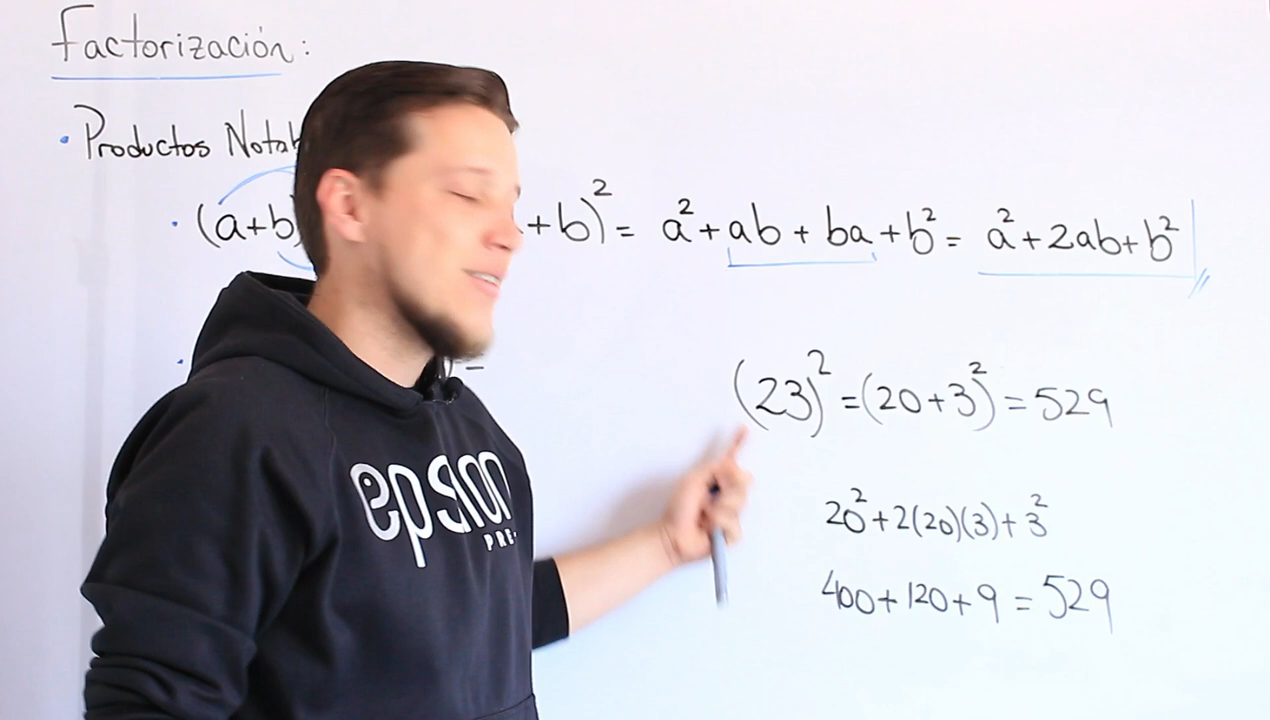 Factorización:
• Productos Notab
• (a+b) +b)² = a² + ab + ba + b² = a² + 2ab + b²
(23)² = (20+3)² = 529
20² + 2(20)(3) + 3²
400 + 120 + 9 = 529
epsilon
PRE